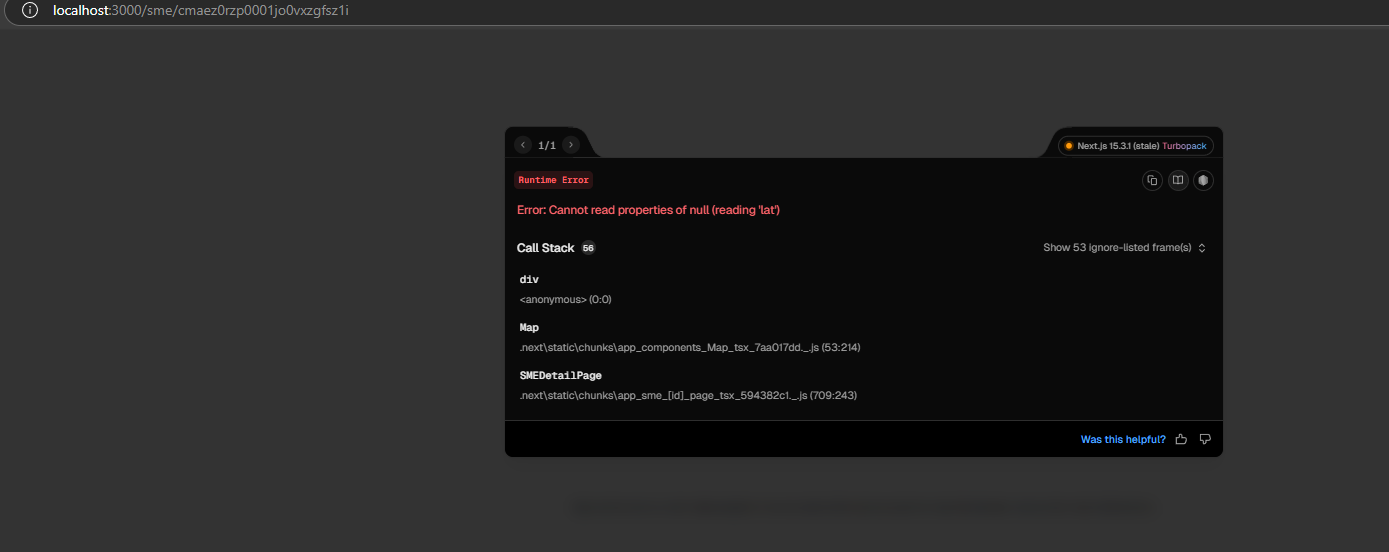 localhost:3000/sme/cmaez0rzp0001jo0vxzgfsz1i
1/1
Next.js 15.3.1 (stale) Turbopack
Runtime Error
Error: Cannot read properties of null (reading 'lat')
Call Stack 56
Show 53 ignore-listed frame(s)
div
<anonymous> (0:0)
Map
.next\static\chunks\app_components_Map_tsx_7aa017dd._.js (53:214)
SMEDetailPage
.next\static\chunks\app_sme_[id]_page_tsx_594382c1._.js (709:243)
Was this helpful?